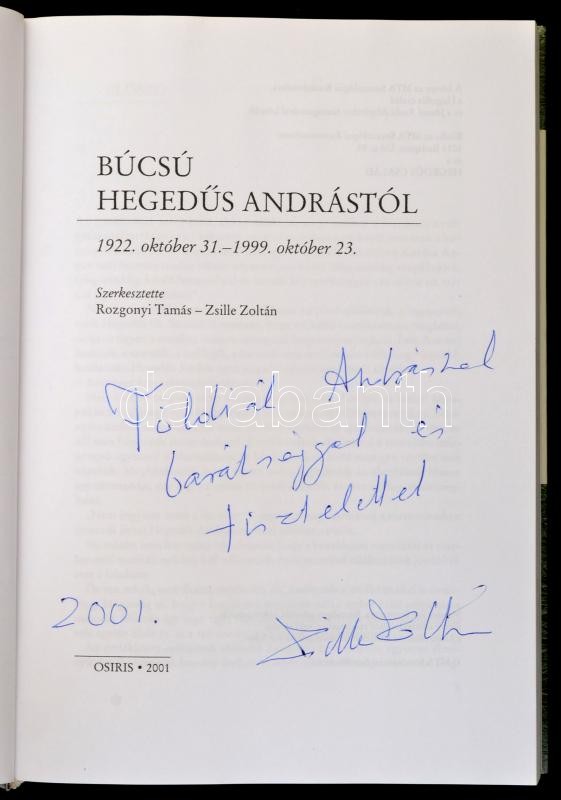 BÚCSÚ
HEGEDŰS ANDRÁSTÓL
1922. október 31.–1999. október 23.
Szerkesztette
Rozgonyi Tamás – Zsille Zoltán
Andrásnak
barátsággal és
tisztelettel
2001.
Zsille Zoltán
OSIRIS • 2001
darabanth